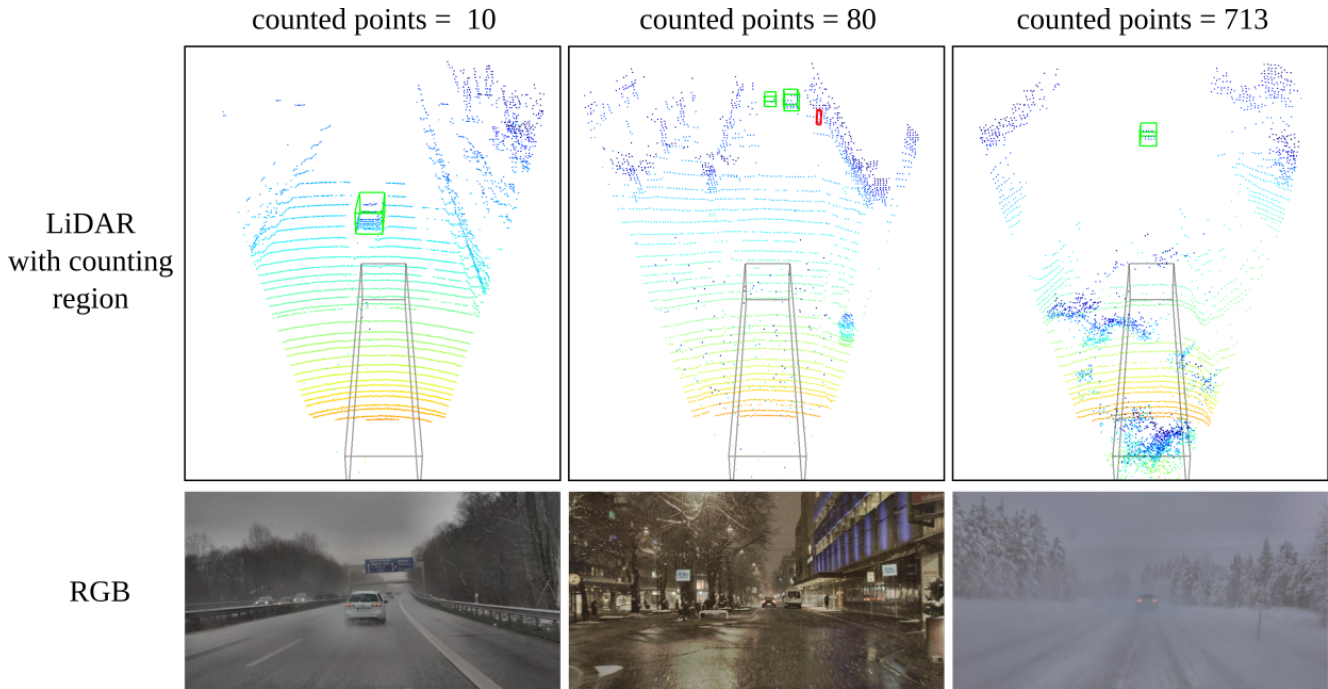 counted points = 10
counted points = 80
counted points = 713
LiDAR
with counting
region
RGB